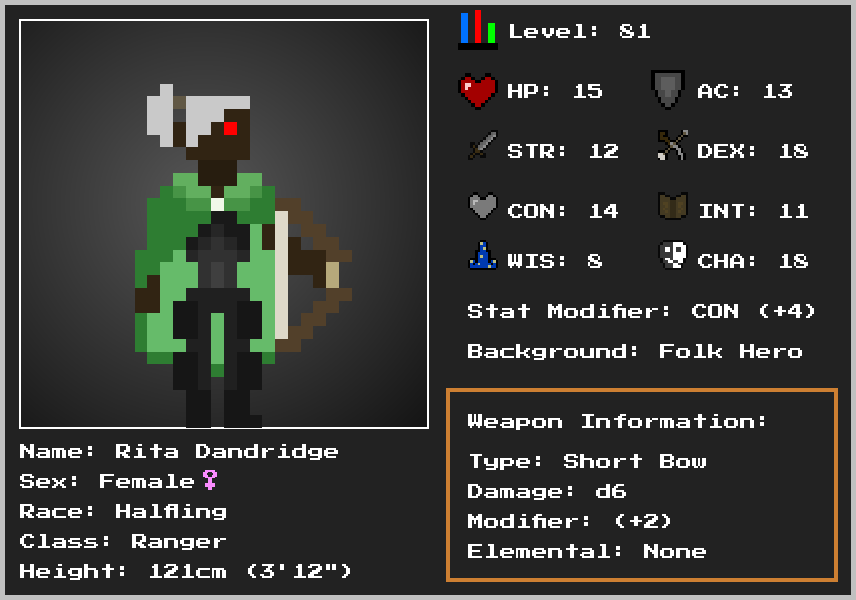 Level: 81
HP: 15
AC: 13
STR: 12
DEX: 18
CON: 14
INT: 11
WIS: 8
CHA: 18
Stat Modifier: CON (+4)
Background: Folk Hero
Weapon Information:
Type: Short Bow
Damage: d6
Modifier: (+2)
Elemental: None
Name: Rita Dandridge
Sex: Female♀
Race: Halfling
Class: Ranger
Height: 121cm (3'12")